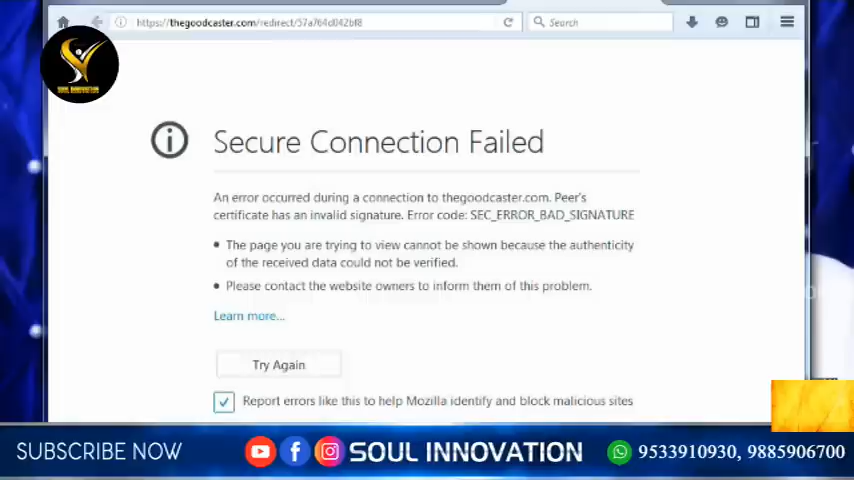 https://thegoodcaster.com/redirect/57a764d042bf8
Search
SOUL INNOVATION
Secure Connection Failed
An error occurred during a connection to thegoodcaster.com. Peer's
certificate has an invalid signature. Error code: SEC_ERROR_BAD_SIGNATURE
The page you are trying to view cannot be shown because the authenticity
of the received data could not be verified.
Please contact the website owners to inform them of this problem.
Learn more...
Try Again
Report errors like this to help Mozilla identify and block malicious sites
SUBSCRIBE NOW
SOUL INNOVATION
9533910930, 9885906700